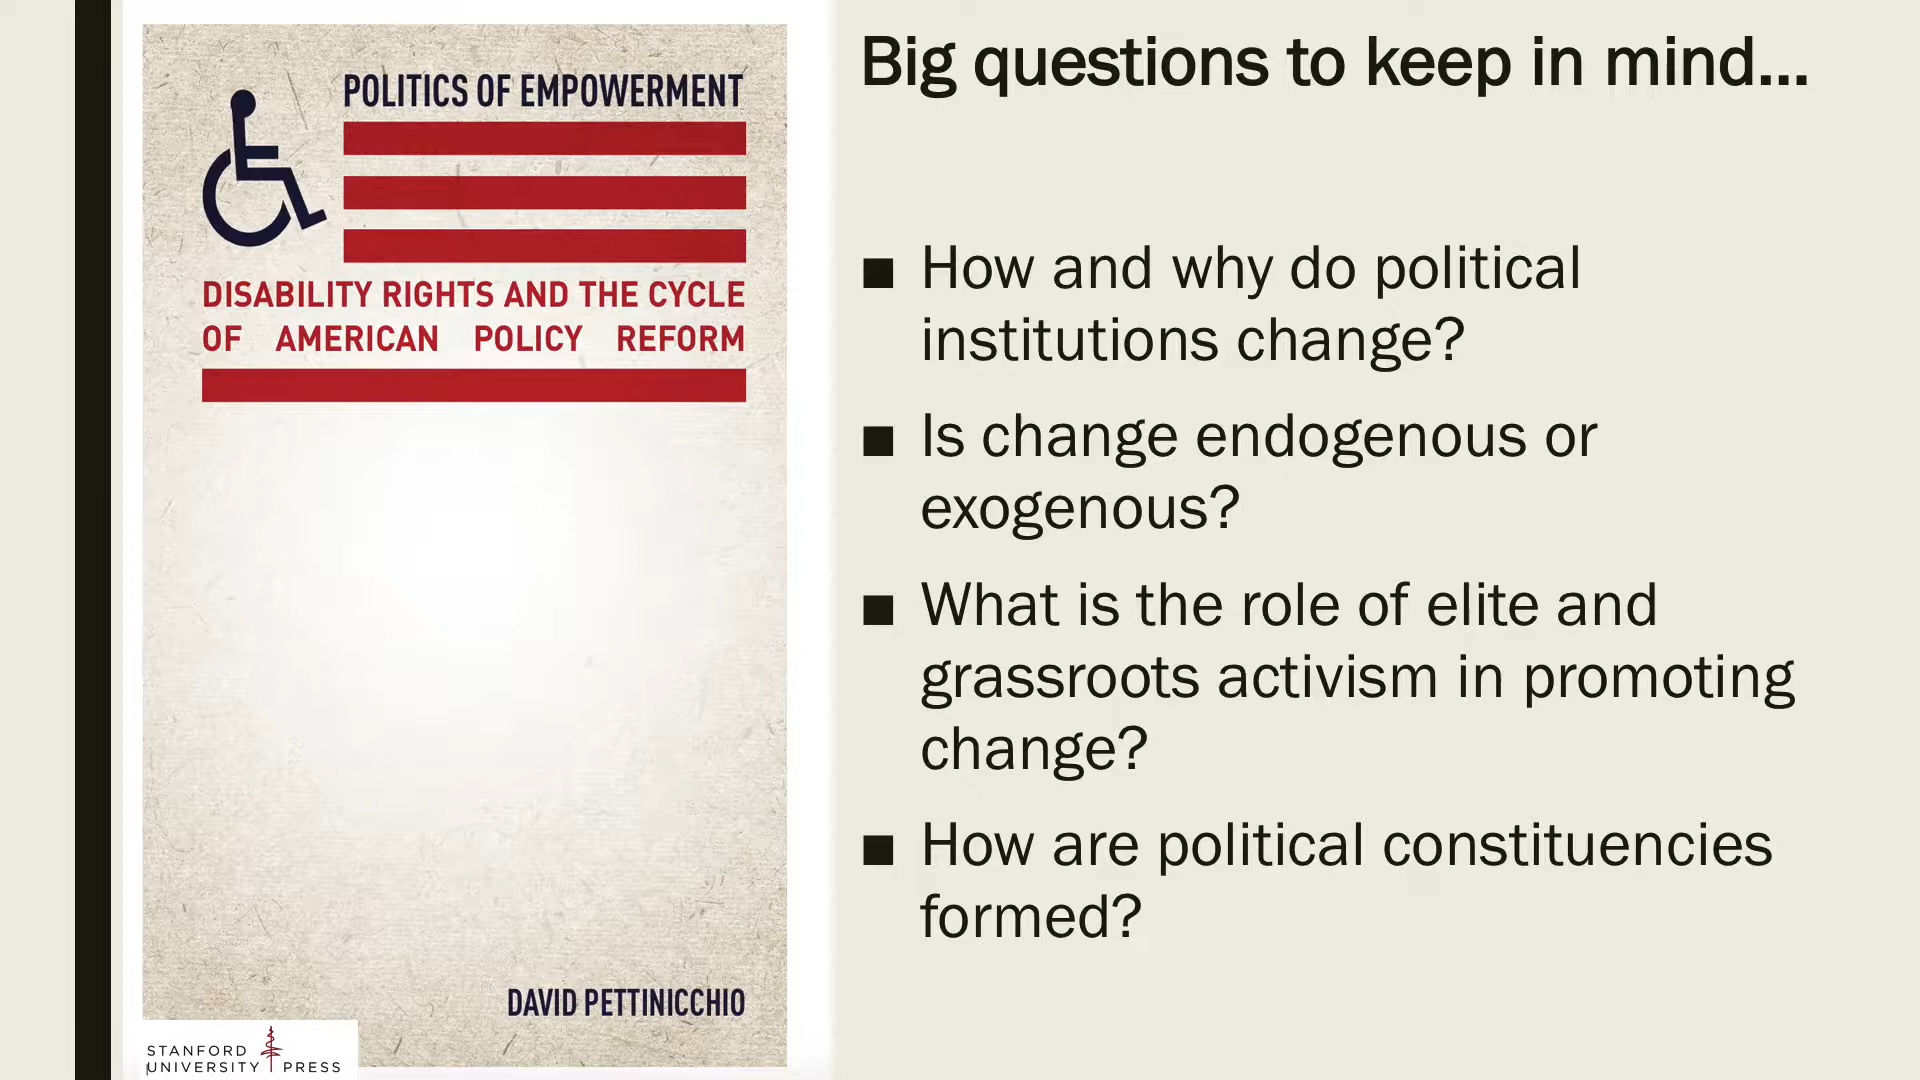 POLITICS OF EMPOWERMENT
DISABILITY RIGHTS AND THE CYCLE
OF AMERICAN POLICY REFORM
DAVID PETTINICCHIO
STANFORD
UNIVERSITY PRESS
Big questions to keep in mind...
■ How and why do political
institutions change?
■ Is change endogenous or
exogenous?
■ What is the role of elite and
grassroots activism in promoting
change?
■ How are political constituencies
formed?